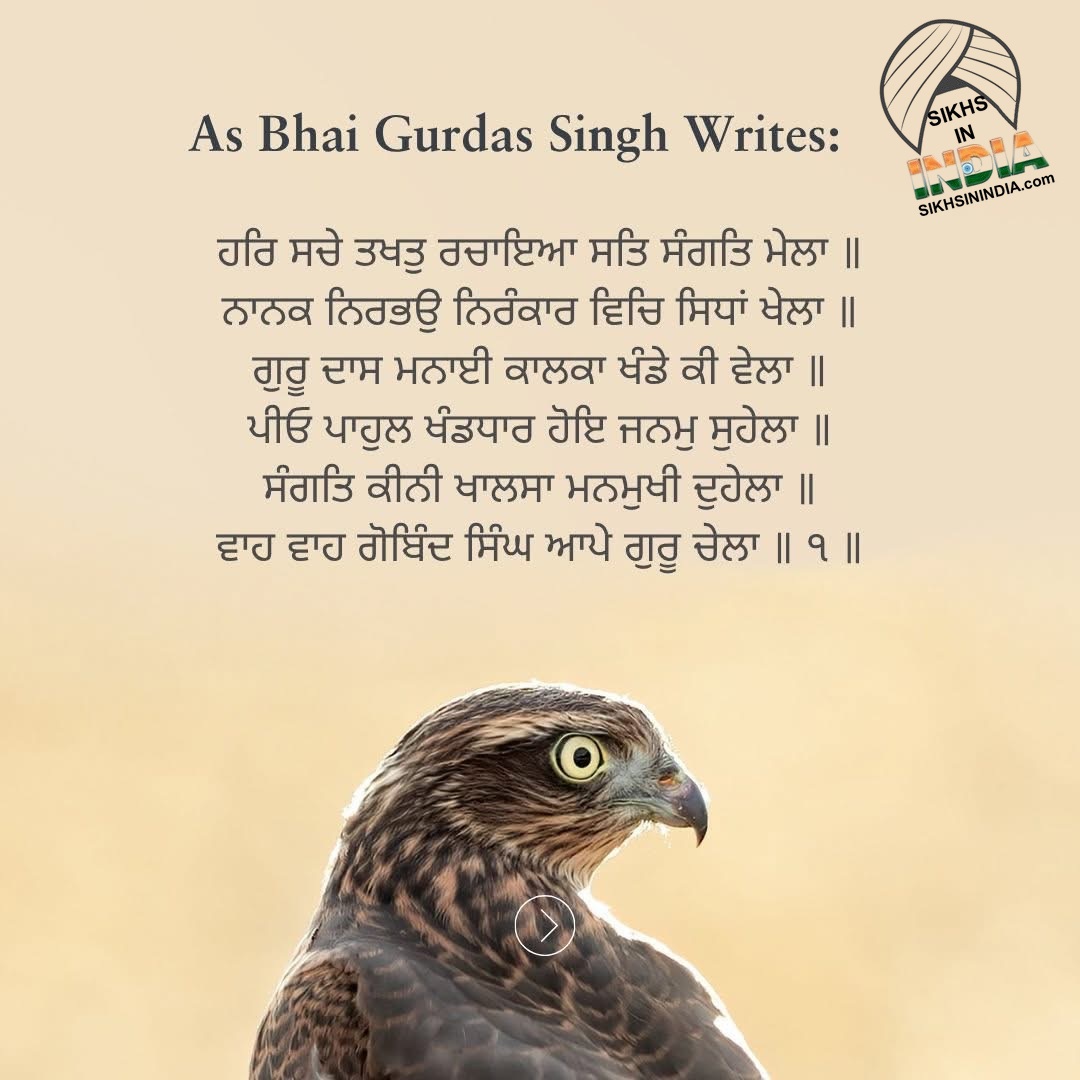 As Bhai Gurdas Singh Writes:
SIKHS
IN
INDIA
SIKHSININDIA.com
ਹਰਿ ਸਚੇ ਤਖਤੁ ਰਚਾਇਆ ਸਤਿ ਸੰਗਤਿ ਮੇਲਾ ॥
ਨਾਨਕ ਨਿਰਭਉ ਨਿਰੰਕਾਰ ਵਿਚਿ ਸਿਧਾਂ ਖੇਲਾ ॥
ਗੁਰੂ ਦਾਸ ਮਨਾਈ ਕਾਲਕਾ ਖੰਡੇ ਕੀ ਵੇਲਾ ॥
ਪੀਓ ਪਾਹੁਲ ਖੰਡਧਾਰ ਹੋਇ ਜਨਮੁ ਸੁਹੇਲਾ ॥
ਸੰਗਤਿ ਕੀਨੀ ਖਾਲਸਾ ਮਨਮੁਖੀ ਦੁਹੇਲਾ ॥
ਵਾਹ ਵਾਹ ਗੋਬਿੰਦ ਸਿੰਘ ਆਪੇ ਗੁਰੂ ਚੇਲਾ ॥ ੧ ॥